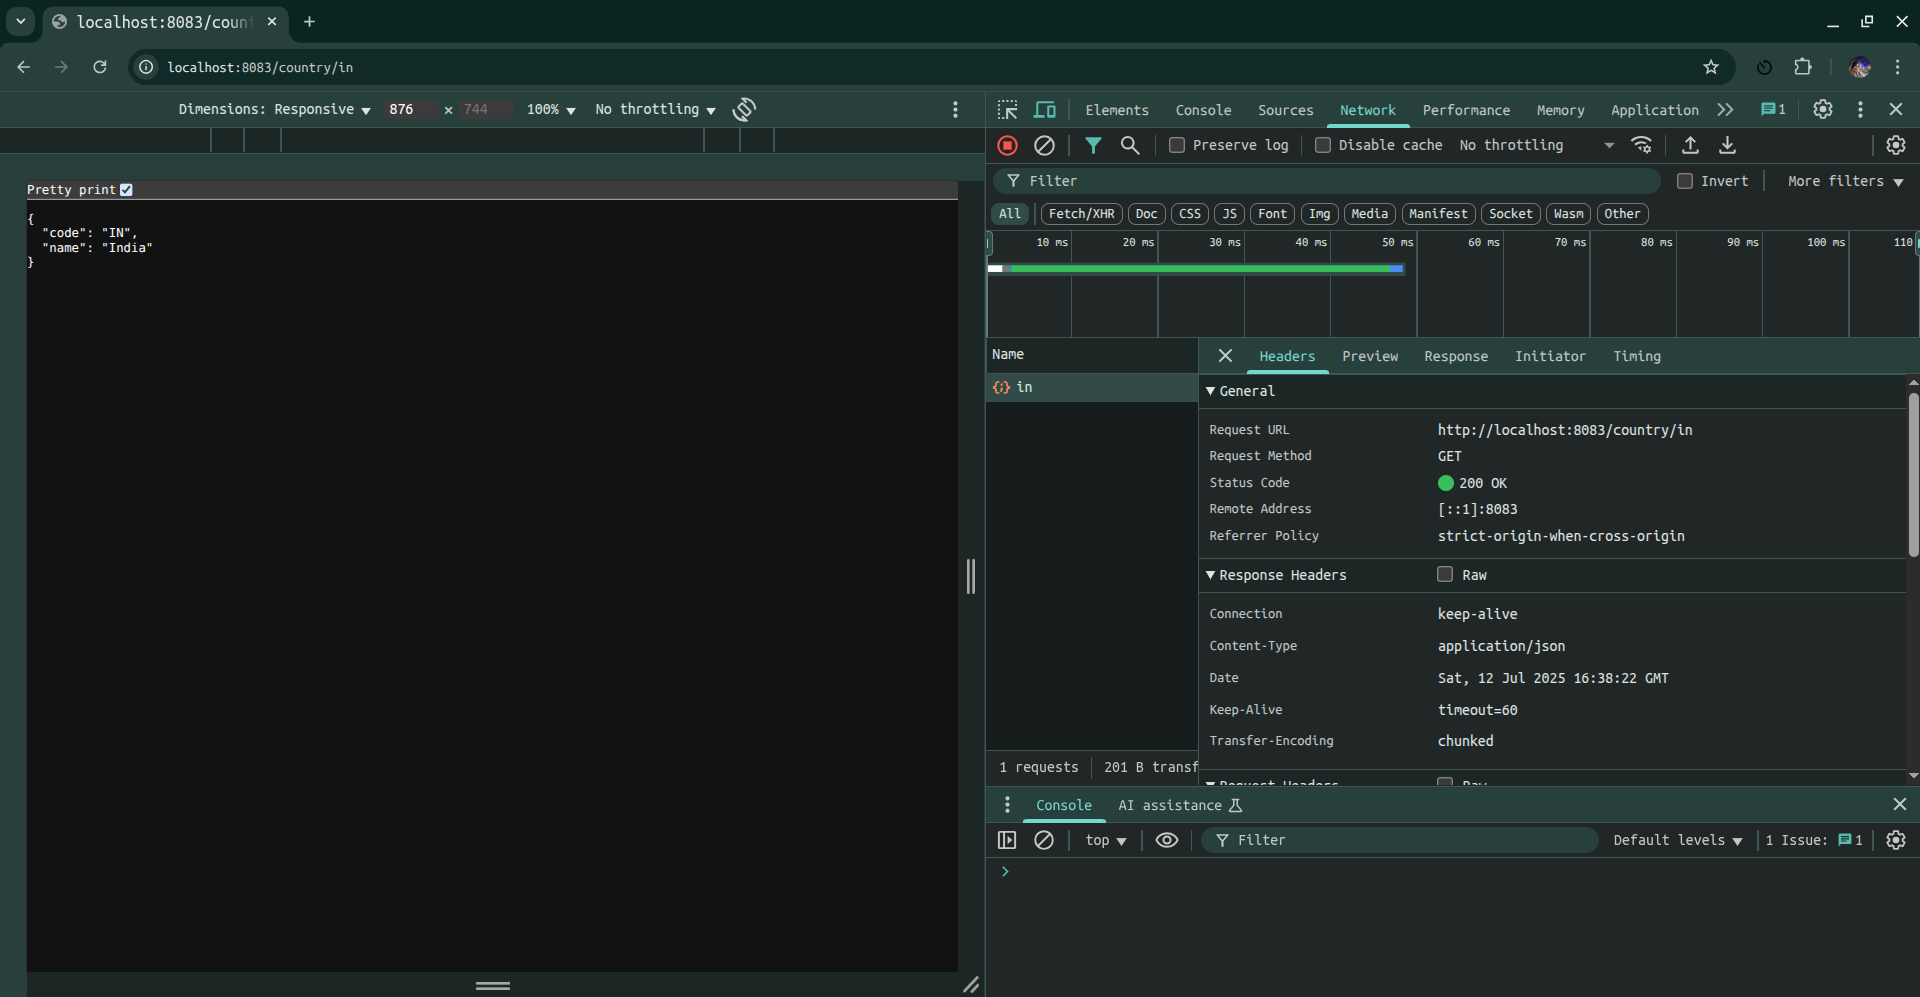 localhost:8083/coun
localhost:8083/country/in
Dimensions: Responsive 876 × 744 100% No throttling
Pretty print
{
"code": "IN",
"name": "India"
}
Elements Console Sources Network Performance Memory Application 1
Preserve log Disable cache No throttling
Filter Invert More filters
All Fetch/XHR Doc CSS JS Font Img Media Manifest Socket Wasm Other
10 ms 20 ms 30 ms 40 ms 50 ms 60 ms 70 ms 80 ms 90 ms 100 ms 110
Name
in
1 requests 201 B transf
Headers Preview Response Initiator Timing
General
Request URL http://localhost:8083/country/in
Request Method GET
Status Code 200 OK
Remote Address [::1]:8083
Referrer Policy strict-origin-when-cross-origin
Response Headers Raw
Connection keep-alive
Content-Type application/json
Date Sat, 12 Jul 2025 16:38:22 GMT
Keep-Alive timeout=60
Transfer-Encoding chunked
Request Headers Raw
Console AI assistance
top Filter Default levels 1 Issue: 1